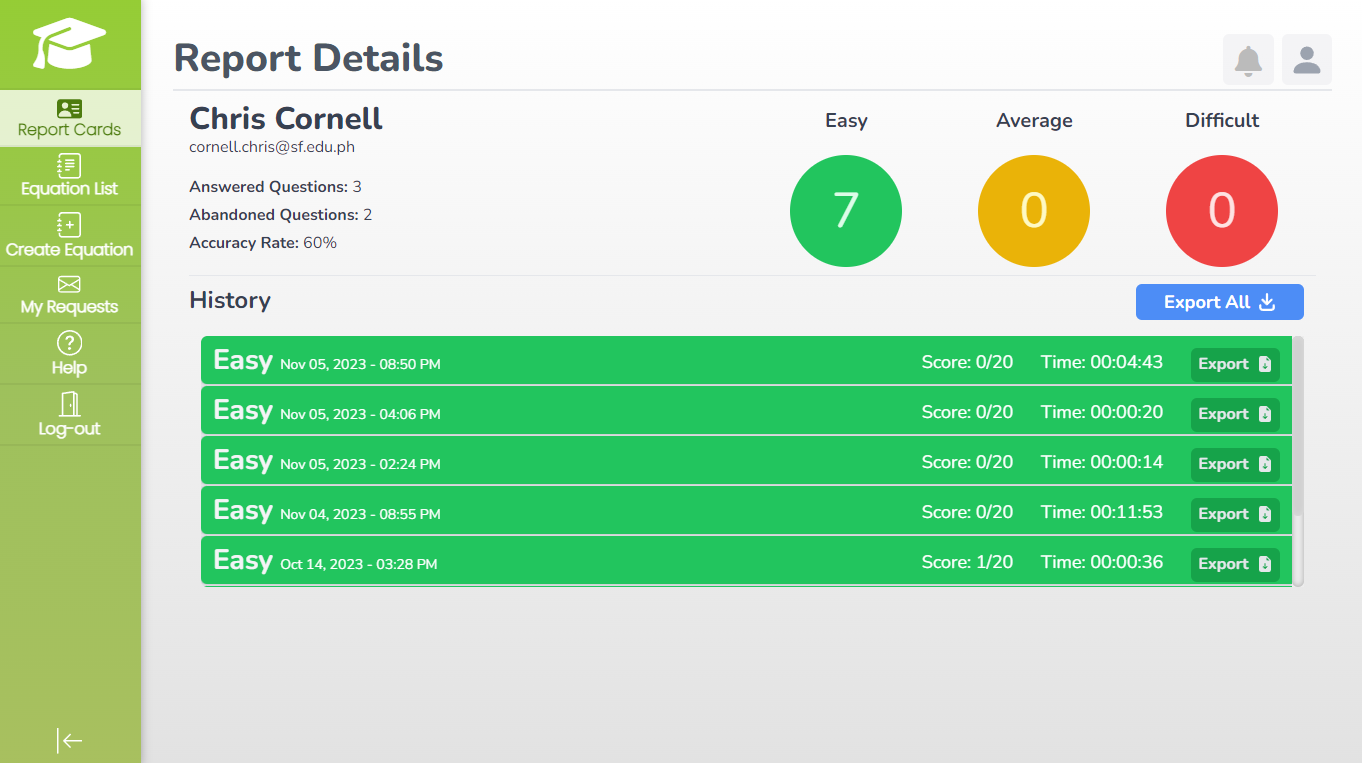 Report Details
Report Cards
Equation List
Create Equation
My Requests
Help
Log-out
Chris Cornell
cornell.chris@sf.edu.ph
Answered Questions: 3
Abandoned Questions: 2
Accuracy Rate: 60%
Easy Average Difficult
7 0 0
History
Export All
Easy Nov 05, 2023 - 08:50 PM Score: 0/20 Time: 00:04:43 Export
Easy Nov 05, 2023 - 04:06 PM Score: 0/20 Time: 00:00:20 Export
Easy Nov 05, 2023 - 02:24 PM Score: 0/20 Time: 00:00:14 Export
Easy Nov 04, 2023 - 08:55 PM Score: 0/20 Time: 00:11:53 Export
Easy Oct 14, 2023 - 03:28 PM Score: 1/20 Time: 00:00:36 Export